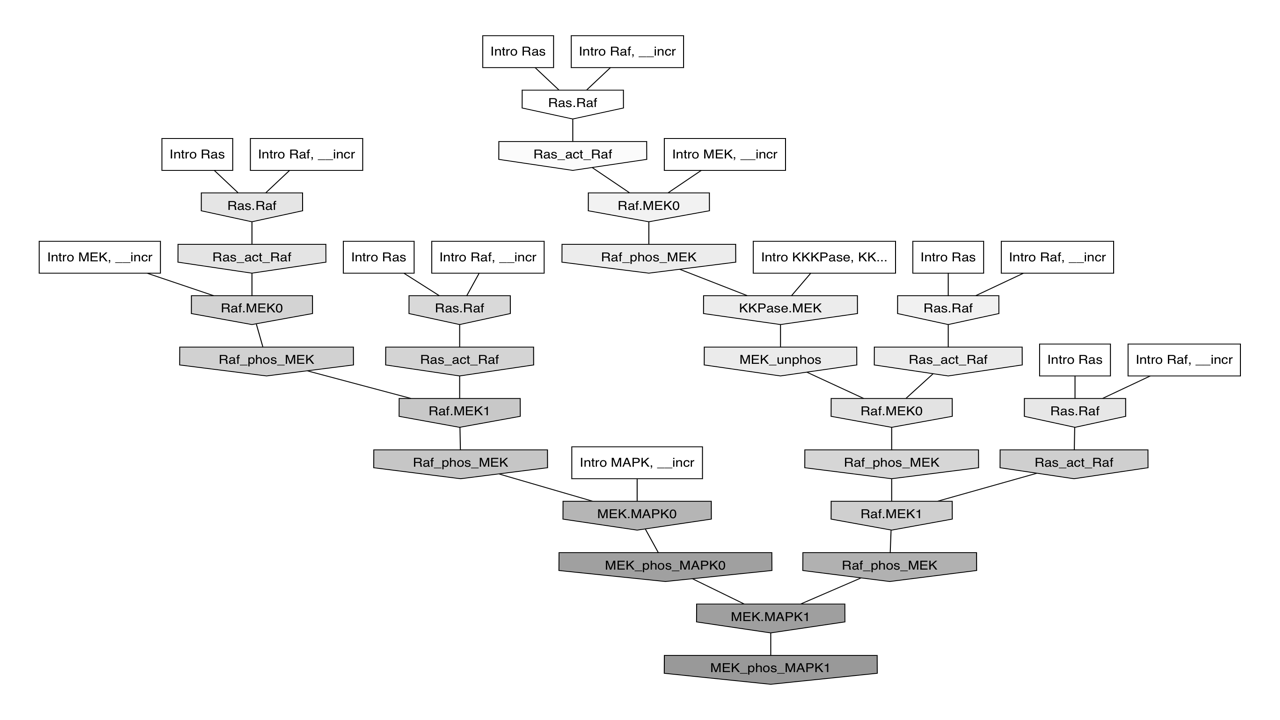 Intro Ras
Intro Raf, __incr
Ras.Raf
Intro Ras
Intro Raf, __incr
Ras_act_Raf
Intro MEK, __incr
Ras.Raf
Raf.MEK0
Intro MEK, __incr
Ras_act_Raf
Intro Ras
Intro Raf, __incr
Raf_phos_MEK
Intro KKKPase, KK...
Intro Ras
Intro Raf, __incr
Raf.MEK0
Ras.Raf
KKPase.MEK
Ras.Raf
Raf_phos_MEK
Ras_act_Raf
MEK_unphos
Ras_act_Raf
Intro Ras
Intro Raf, __incr
Raf.MEK1
Raf.MEK0
Ras.Raf
Raf_phos_MEK
Intro MAPK, __incr
Raf_phos_MEK
Ras_act_Raf
MEK.MAPK0
Raf.MEK1
MEK_phos_MAPK0
Raf_phos_MEK
MEK.MAPK1
MEK_phos_MAPK1